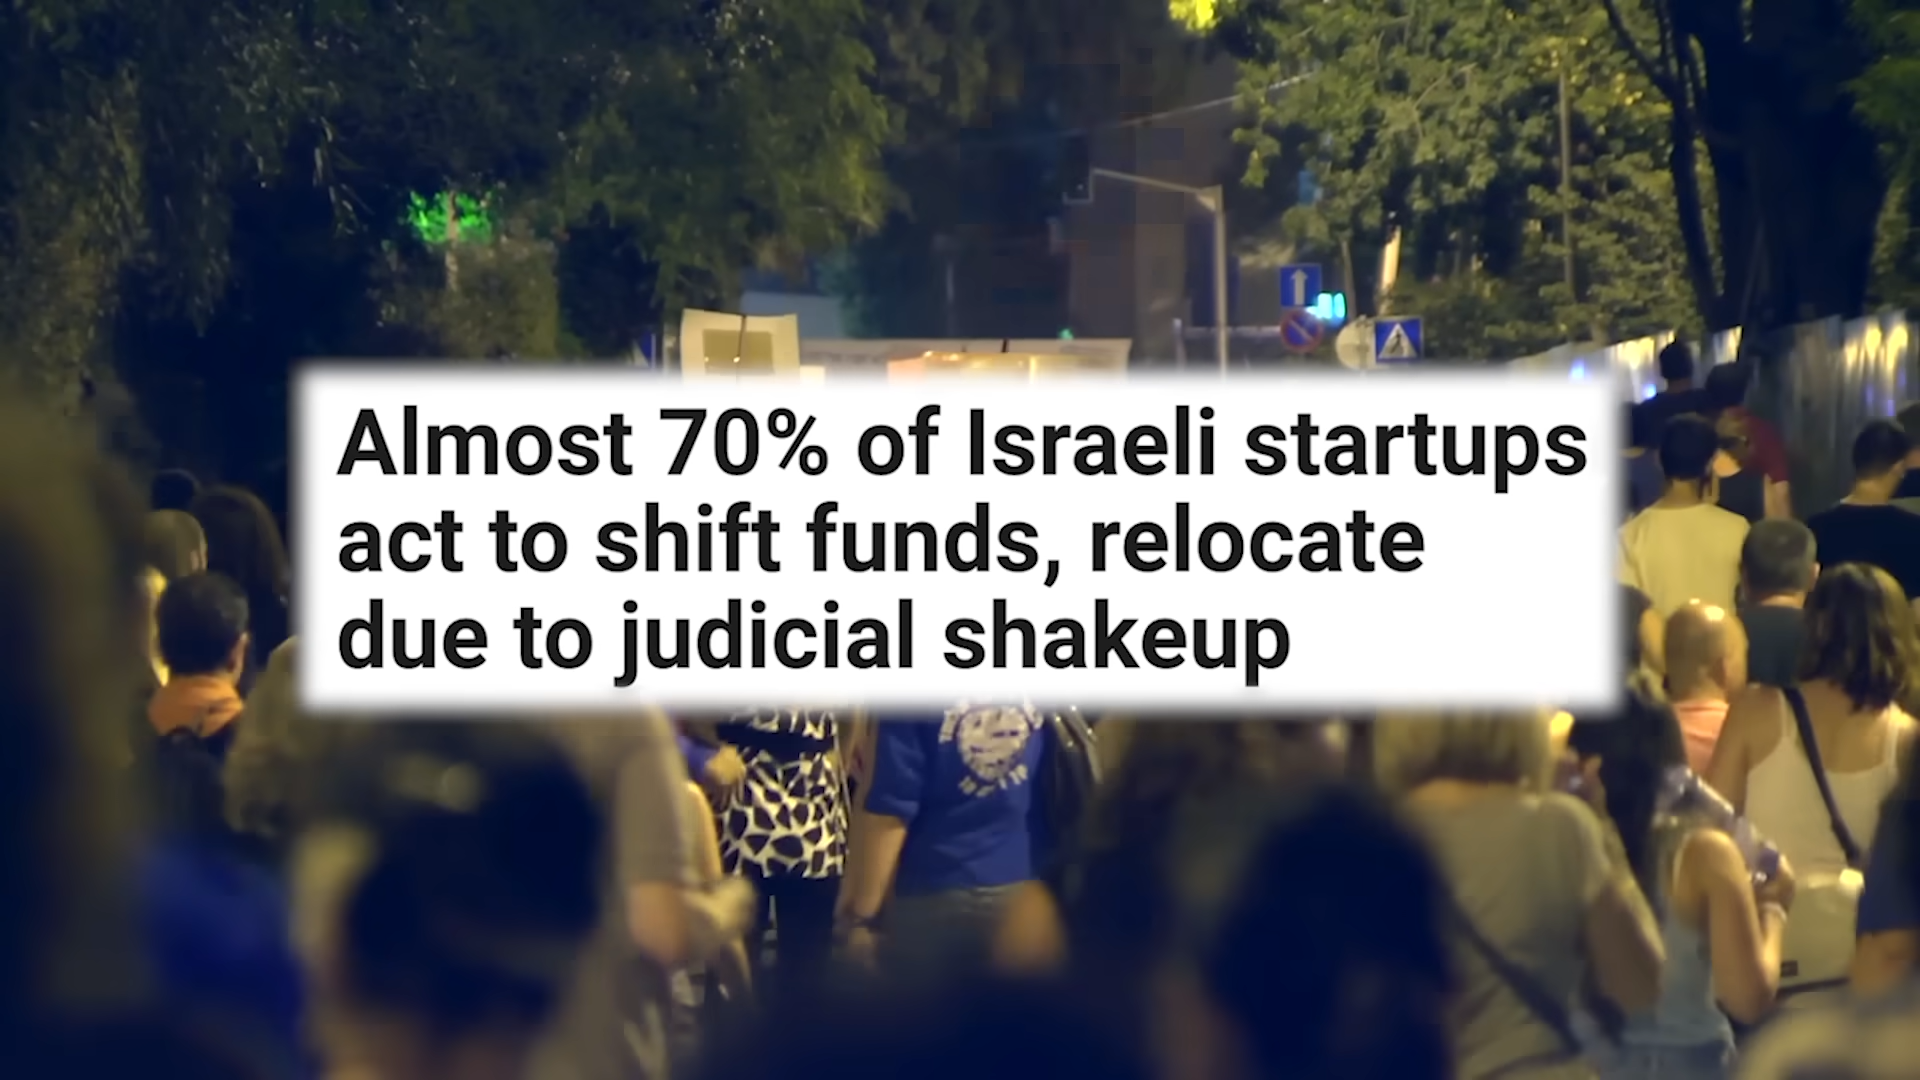 Almost 70% of Israeli startups
act to shift funds, relocate
due to judicial shakeup